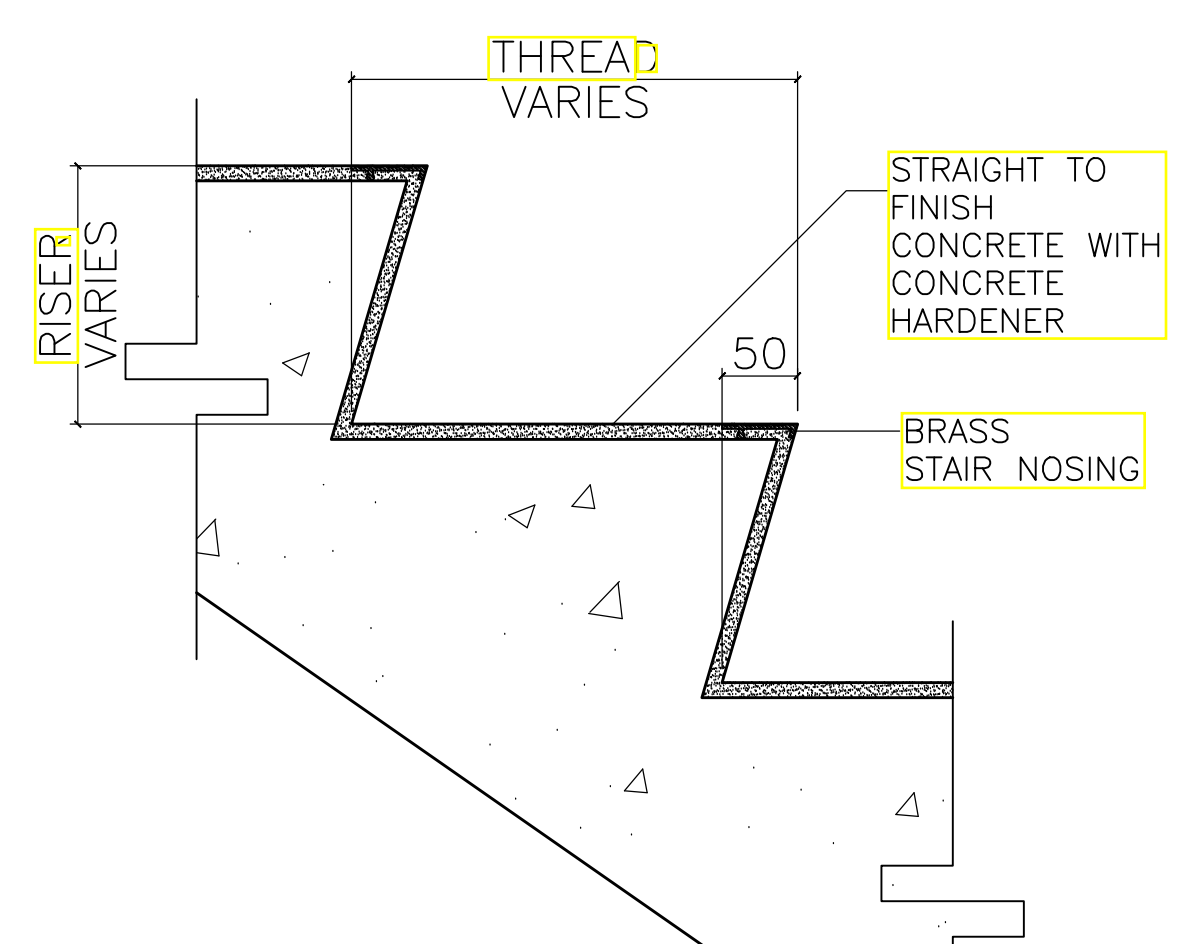 THREAD
VARIES
STRAIGHT TO
FINISH
CONCRETE WITH
CONCRETE
HARDENER
RISER
VARIES
50
BRASS
STAIR NOSING